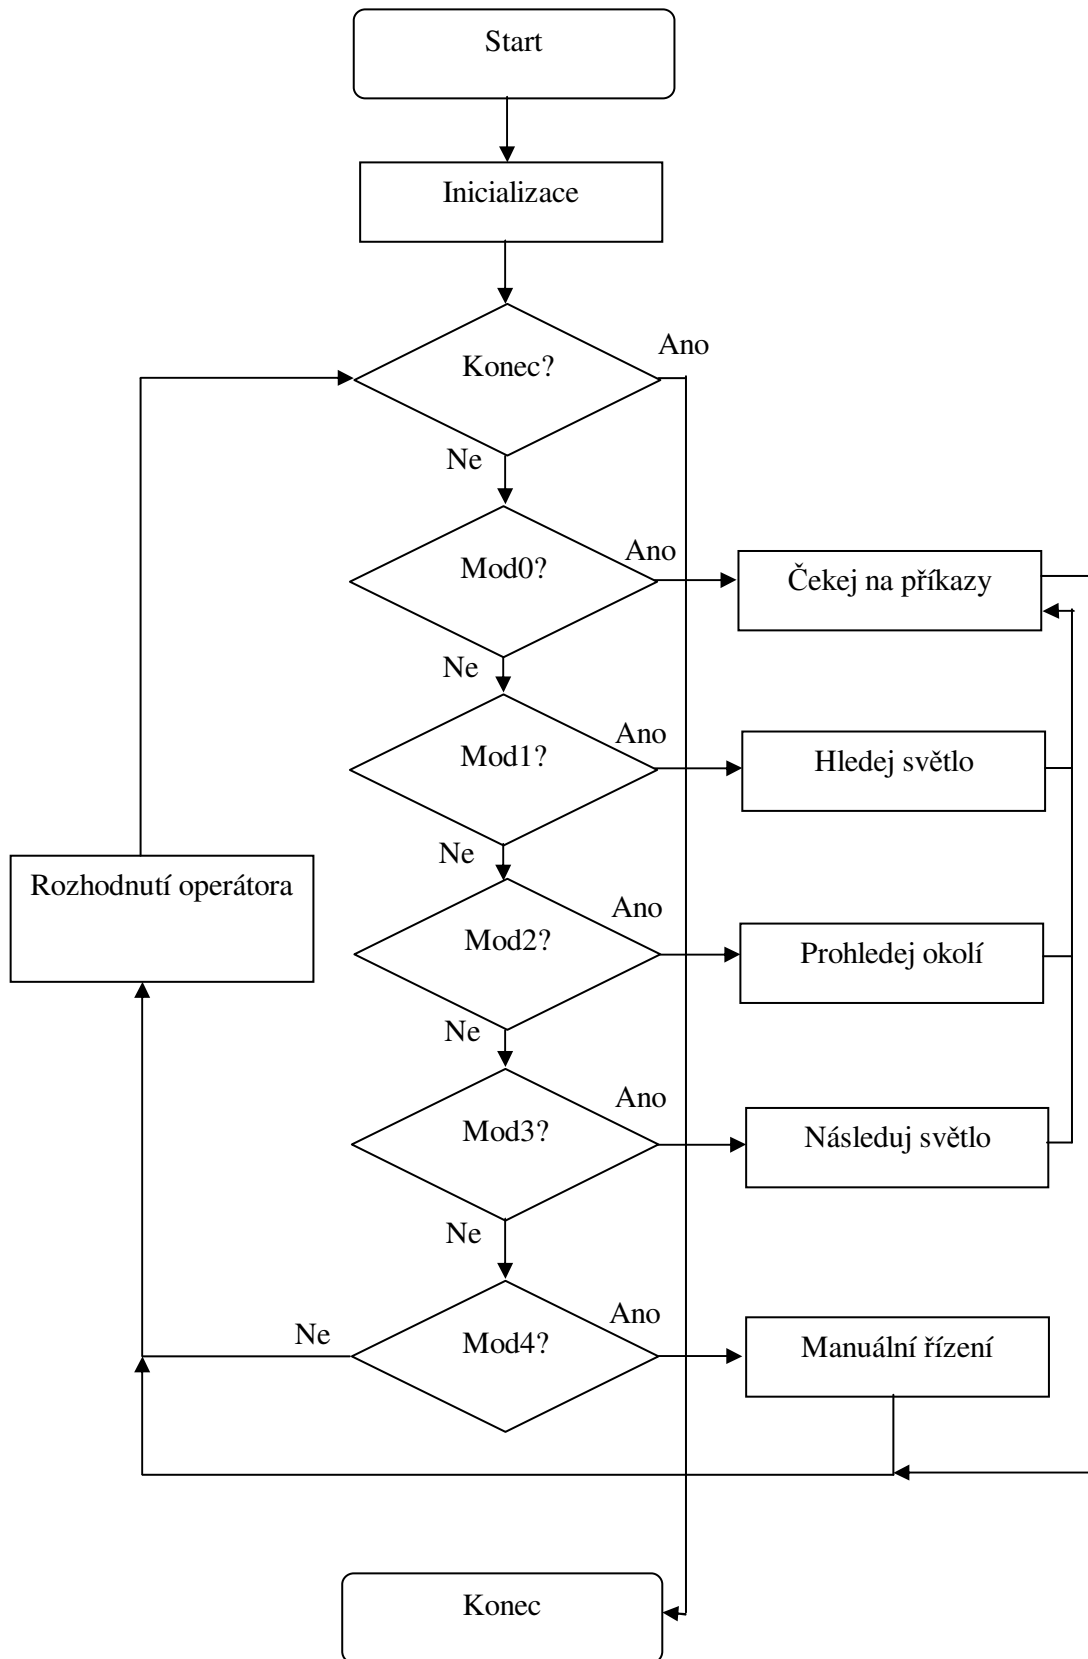 Start
Inicializace
Konec?
Ano
Ne
Mod0?
Ano
Čekej na příkazy
Ne
Mod1?
Ano
Hledej světlo
Ne
Rozhodnutí operátora
Mod2?
Ano
Prohledej okolí
Ne
Mod3?
Ano
Následuj světlo
Ne
Ne
Mod4?
Ano
Manuální řízení
Konec